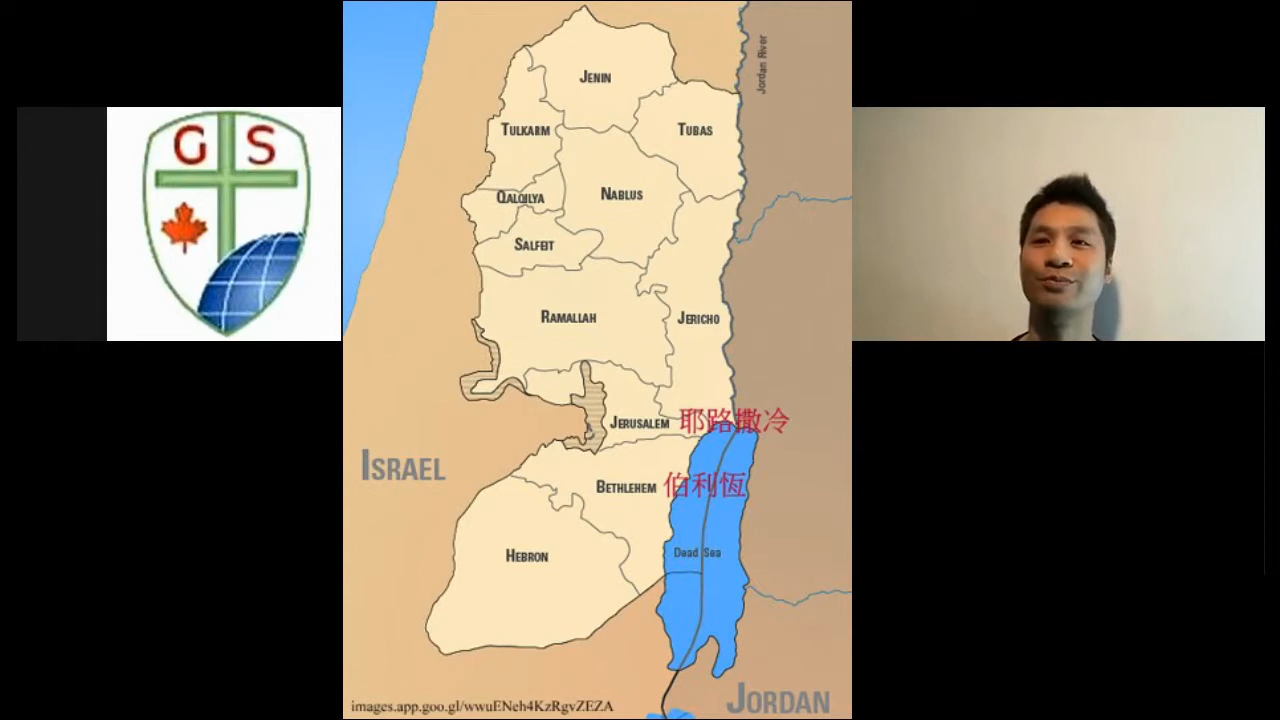 G S
Jordan River
JENIN
TULKARM
TUBAS
QALQILYA
NABLUS
SALFEIT
RAMALLAH
JERICHO
JERUSALEM 耶路撒冷
ISRAEL
BETHLEHEM 伯利恆
Dead Sea
HEBRON
JORDAN
images.app.goo.gl/wwuENeh4KzRgvZEZA